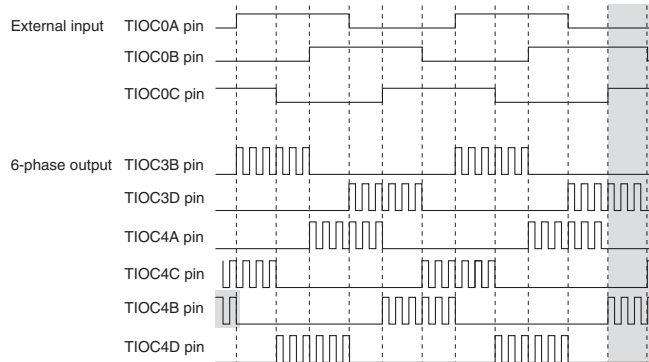 External input TIOC0A pin
TIOC0B pin
TIOC0C pin
6-phase output TIOC3B pin
TIOC3D pin
TIOC4A pin
TIOC4C pin
TIOC4B pin
TIOC4D pin